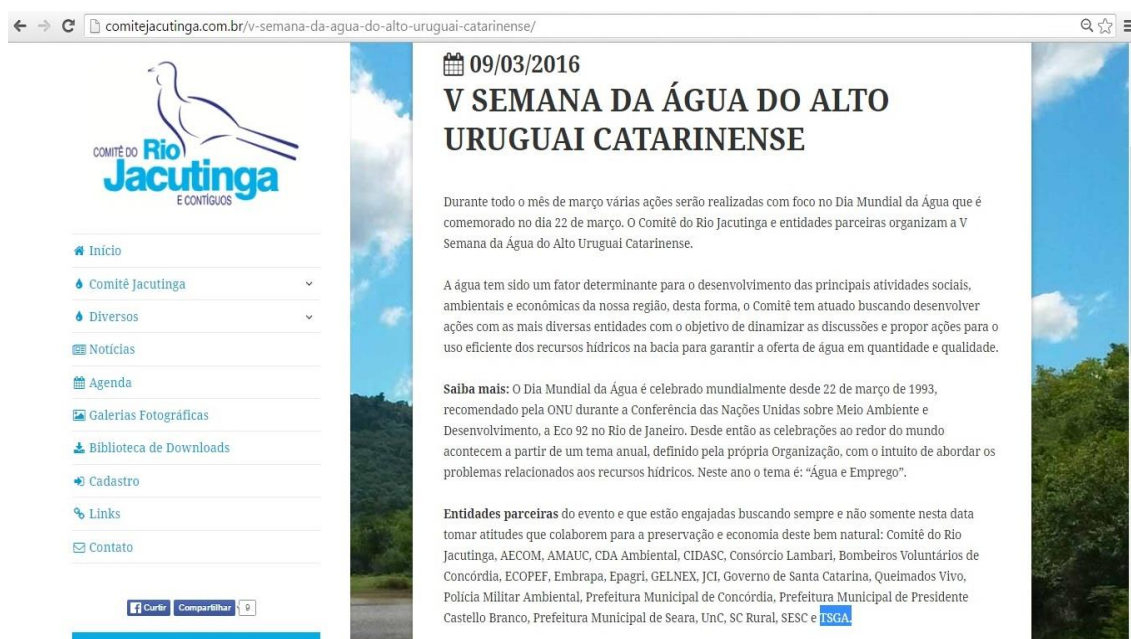 comitejacutinga.com.br/v-semana-da-agua-do-alto-uruguai-catarinense/
COMITÊ DO Rio
Jacutinga
E CONTÍGUOS
Início
Comitê Jacutinga
Diversos
Notícias
Agenda
Galerias Fotográficas
Biblioteca de Downloads
Cadastro
Links
Contato
Curtir Compartilhar 9
09/03/2016
V SEMANA DA ÁGUA DO ALTO
URUGUAI CATARINENSE
Durante todo o mês de março várias ações serão realizadas com foco no Dia Mundial da Água que é
comemorado no dia 22 de março. O Comitê do Rio Jacutinga e entidades parceiras organizam a V
Semana da Água do Alto Uruguai Catarinense.
A água tem sido um fator determinante para o desenvolvimento das principais atividades sociais,
ambientais e econômicas da nossa região, desta forma, o Comitê tem atuado buscando desenvolver
ações com as mais diversas entidades com o objetivo de dinamizar as discussões e propor ações para o
uso eficiente dos recursos hídricos na bacia para garantir a oferta de água em quantidade e qualidade.
Saiba mais: O Dia Mundial da Água é celebrado mundialmente desde 22 de março de 1993,
recomendado pela ONU durante a Conferência das Nações Unidas sobre Meio Ambiente e
Desenvolvimento, a Eco 92 no Rio de Janeiro. Desde então as celebrações ao redor do mundo
acontecem a partir de um tema anual, definido pela própria Organização, com o intuito de abordar os
problemas relacionados aos recursos hídricos. Neste ano o tema é: “Água e Emprego”.
Entidades parceiras do evento e que estão engajadas buscando sempre e não somente nesta data
tomar atitudes que colaborem para a preservação e economia deste bem natural: Comitê do Rio
Jacutinga, AECOM, AMAUC, CDA Ambiental, CIDASC, Consórcio Lambari, Bombeiros Voluntários de
Concórdia, ECOPEF, Embrapa, Epagri, GELNEX, JCI, Governo de Santa Catarina, Queimados Vivo,
Polícia Militar Ambiental, Prefeitura Municipal de Concórdia, Prefeitura Municipal de Presidente
Castello Branco, Prefeitura Municipal de Seara, UnC, SC Rural, SESC e TSGA.